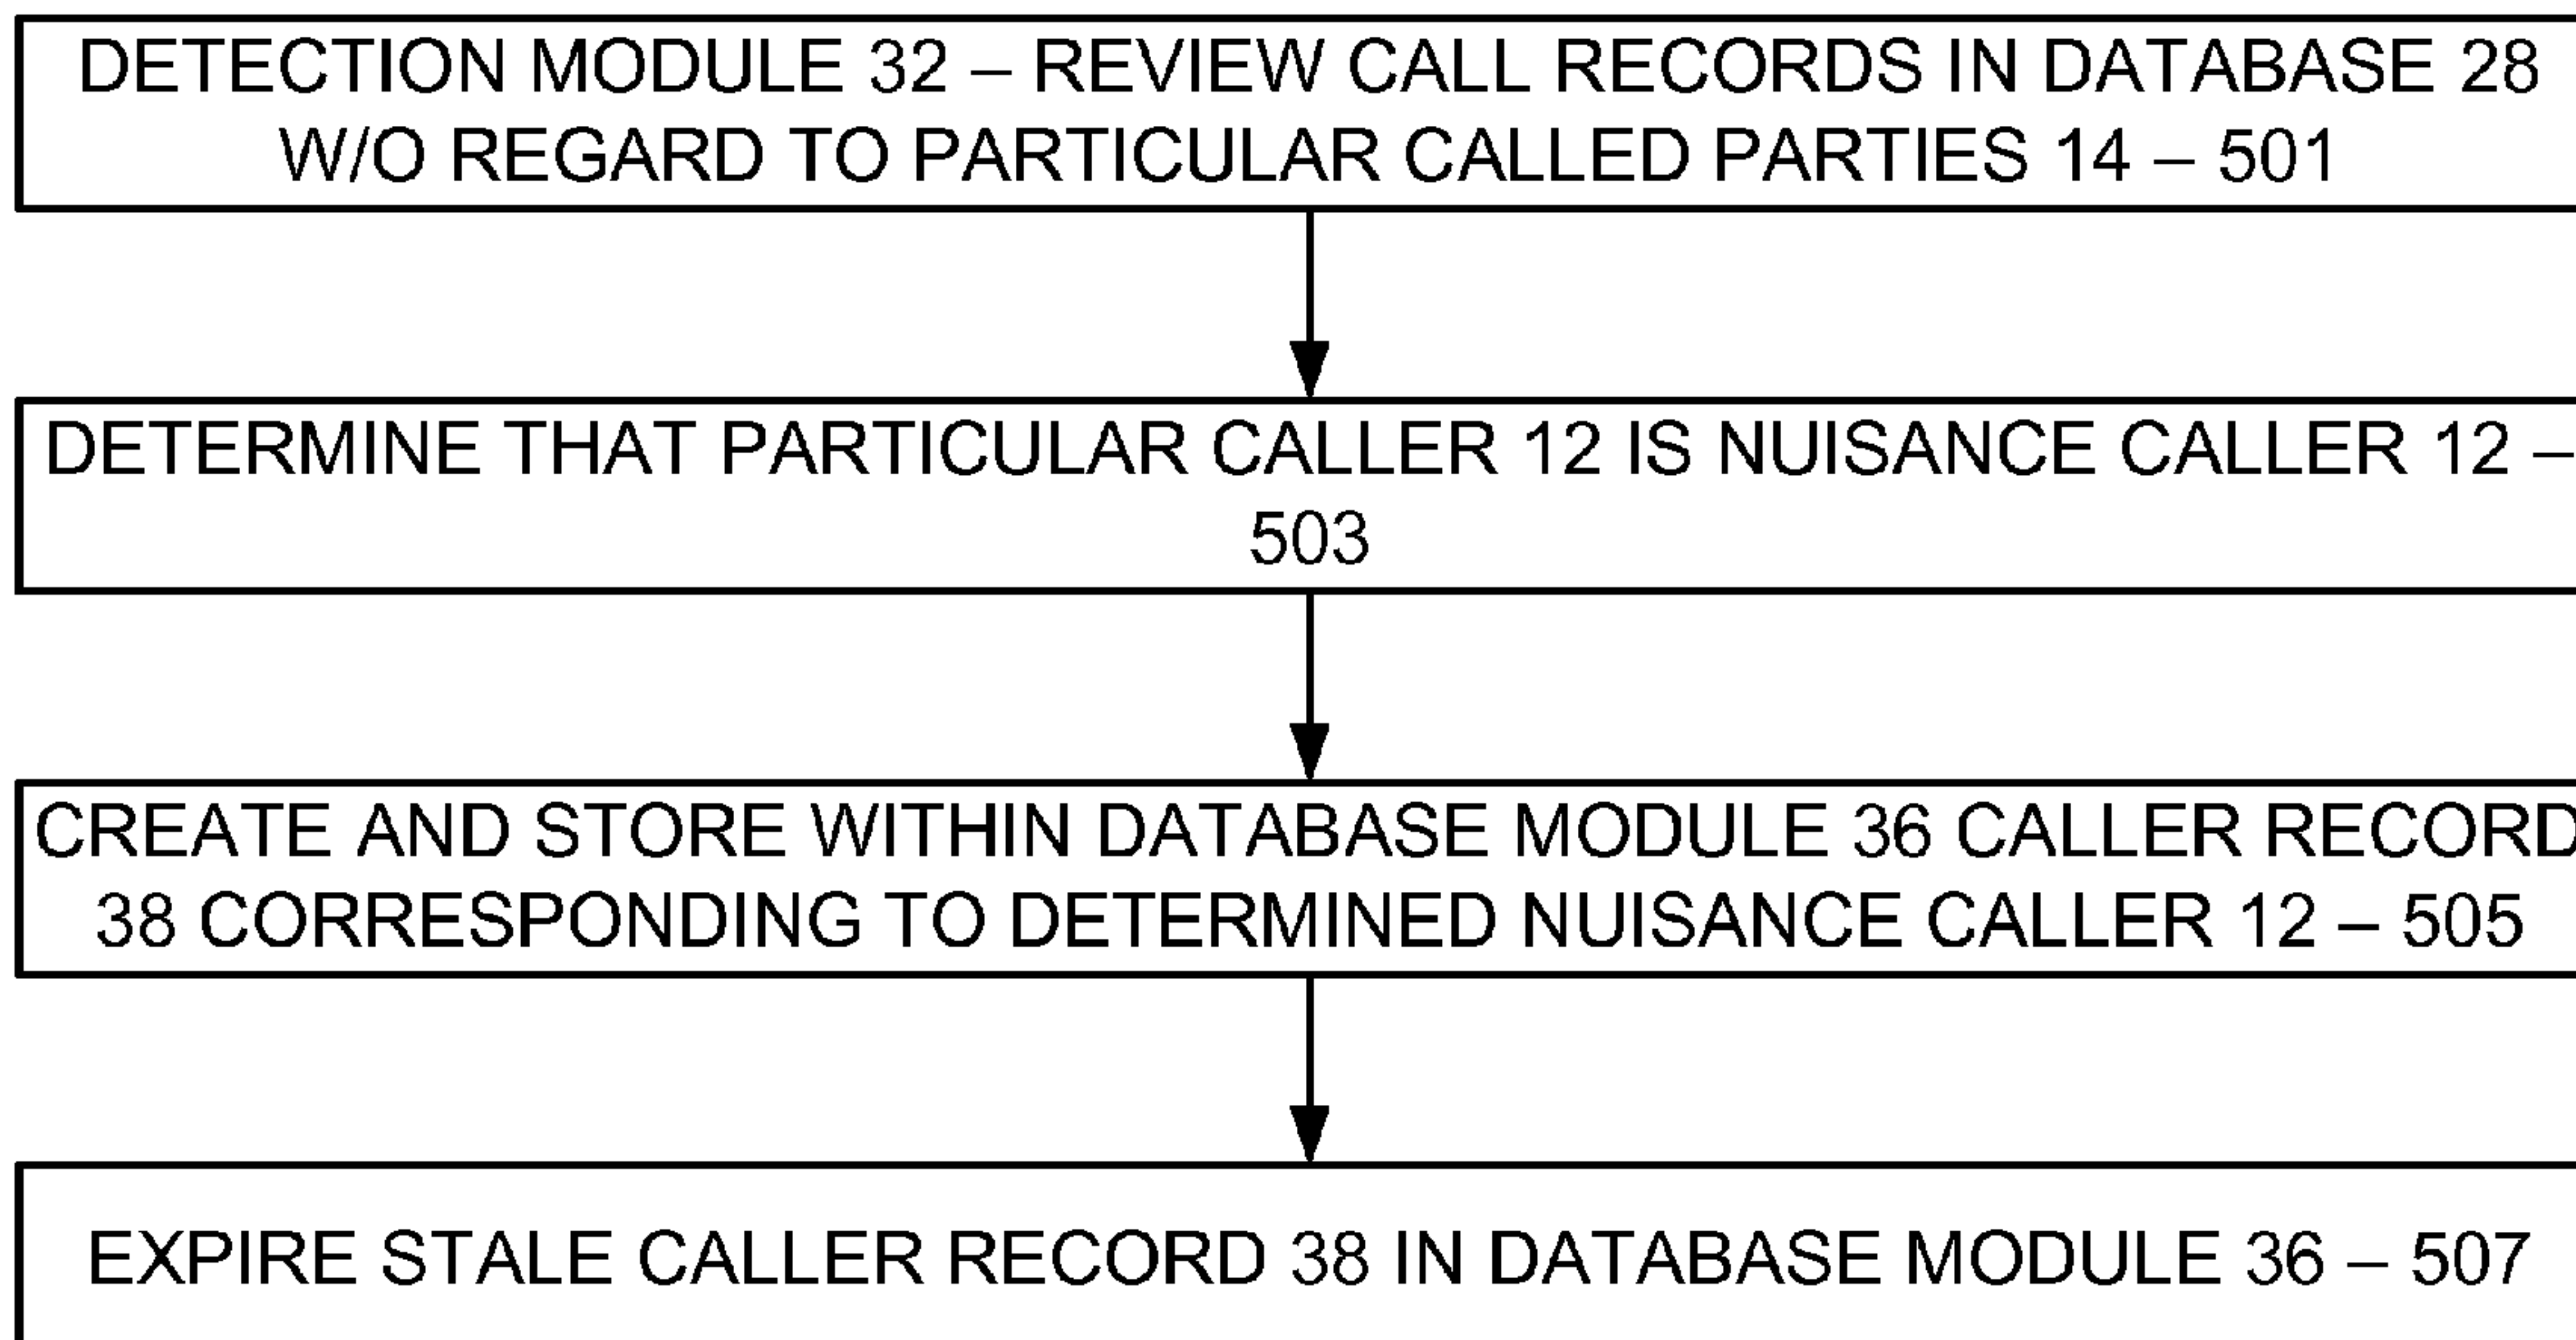 DETECTION MODULE 32 – REVIEW CALL RECORDS IN DATABASE 28
W/O REGARD TO PARTICULAR CALLED PARTIES 14 – 501
DETERMINE THAT PARTICULAR CALLER 12 IS NUISANCE CALLER 12 –
503
CREATE AND STORE WITHIN DATABASE MODULE 36 CALLER RECORD
38 CORRESPONDING TO DETERMINED NUISANCE CALLER 12 – 505
EXPIRE STALE CALLER RECORD 38 IN DATABASE MODULE 36 – 507